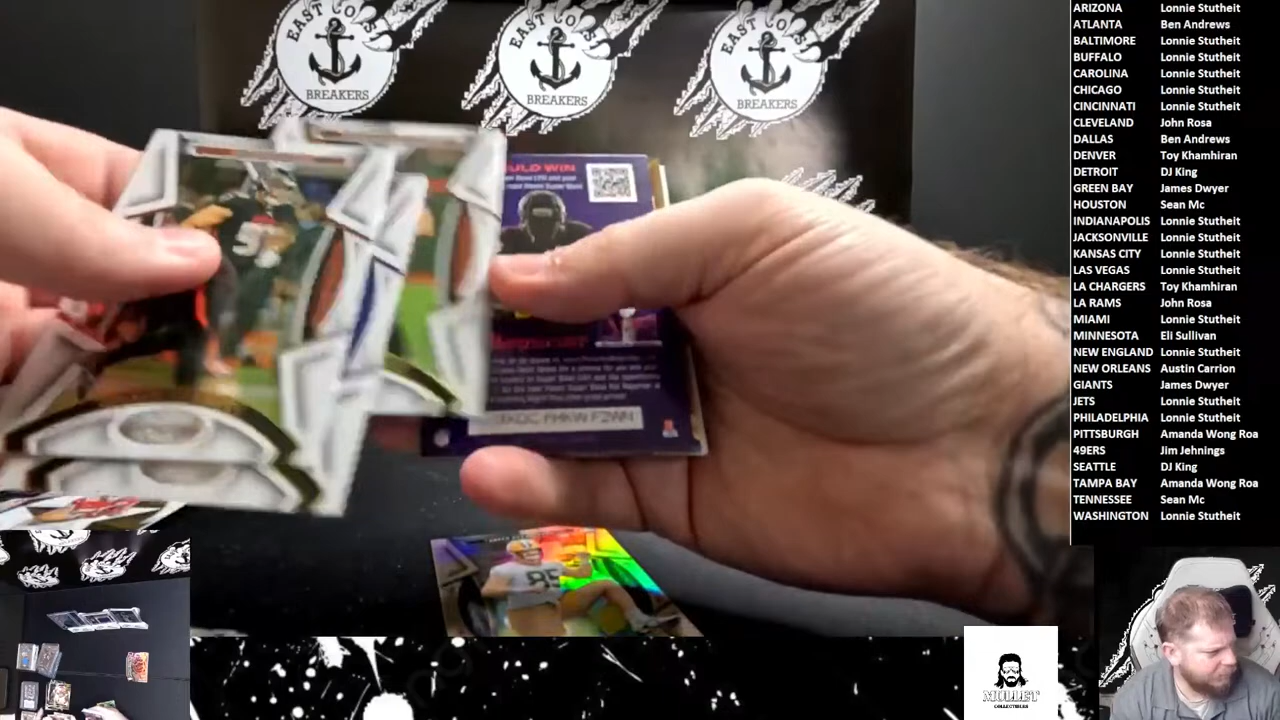 EAST COAST
BREAKERS
EAST COAST
BREAKERS
EAST COAST
BREAKERS
ARIZONA Lonnie Stutheit
ATLANTA Ben Andrews
BALTIMORE Lonnie Stutheit
BUFFALO Lonnie Stutheit
CAROLINA Lonnie Stutheit
CHICAGO Lonnie Stutheit
CINCINNATI Lonnie Stutheit
CLEVELAND John Rosa
DALLAS Ben Andrews
DENVER Toy Khamhiran
DETROIT DJ King
GREEN BAY James Dwyer
HOUSTON Sean Mc
INDIANAPOLIS Lonnie Stutheit
JACKSONVILLE Lonnie Stutheit
KANSAS CITY Lonnie Stutheit
LAS VEGAS Lonnie Stutheit
LA CHARGERS Toy Khamhiran
LA RAMS John Rosa
MIAMI Lonnie Stutheit
MINNESOTA Eli Sullivan
NEW ENGLAND Lonnie Stutheit
NEW ORLEANS Austin Carrion
GIANTS James Dwyer
JETS Lonnie Stutheit
PHILADELPHIA Lonnie Stutheit
PITTSBURGH Amanda Wong Roa
49ERS Jim Jehnings
SEATTLE DJ King
TAMPA BAY Amanda Wong Roa
TENNESSEE Sean Mc
WASHINGTON Lonnie Stutheit
WIN
85
MULLET
COLLECTIBLES